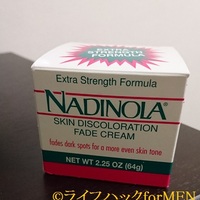 EXTRA
STRENGTH
FORMULA
Extra Strength Formula
NADINOLA®
SKIN DISCOLORATION
FADE CREAM
fades dark spots for a more even skin tone
NET WT 2.25 OZ (64g)
©ライフハックforMEN